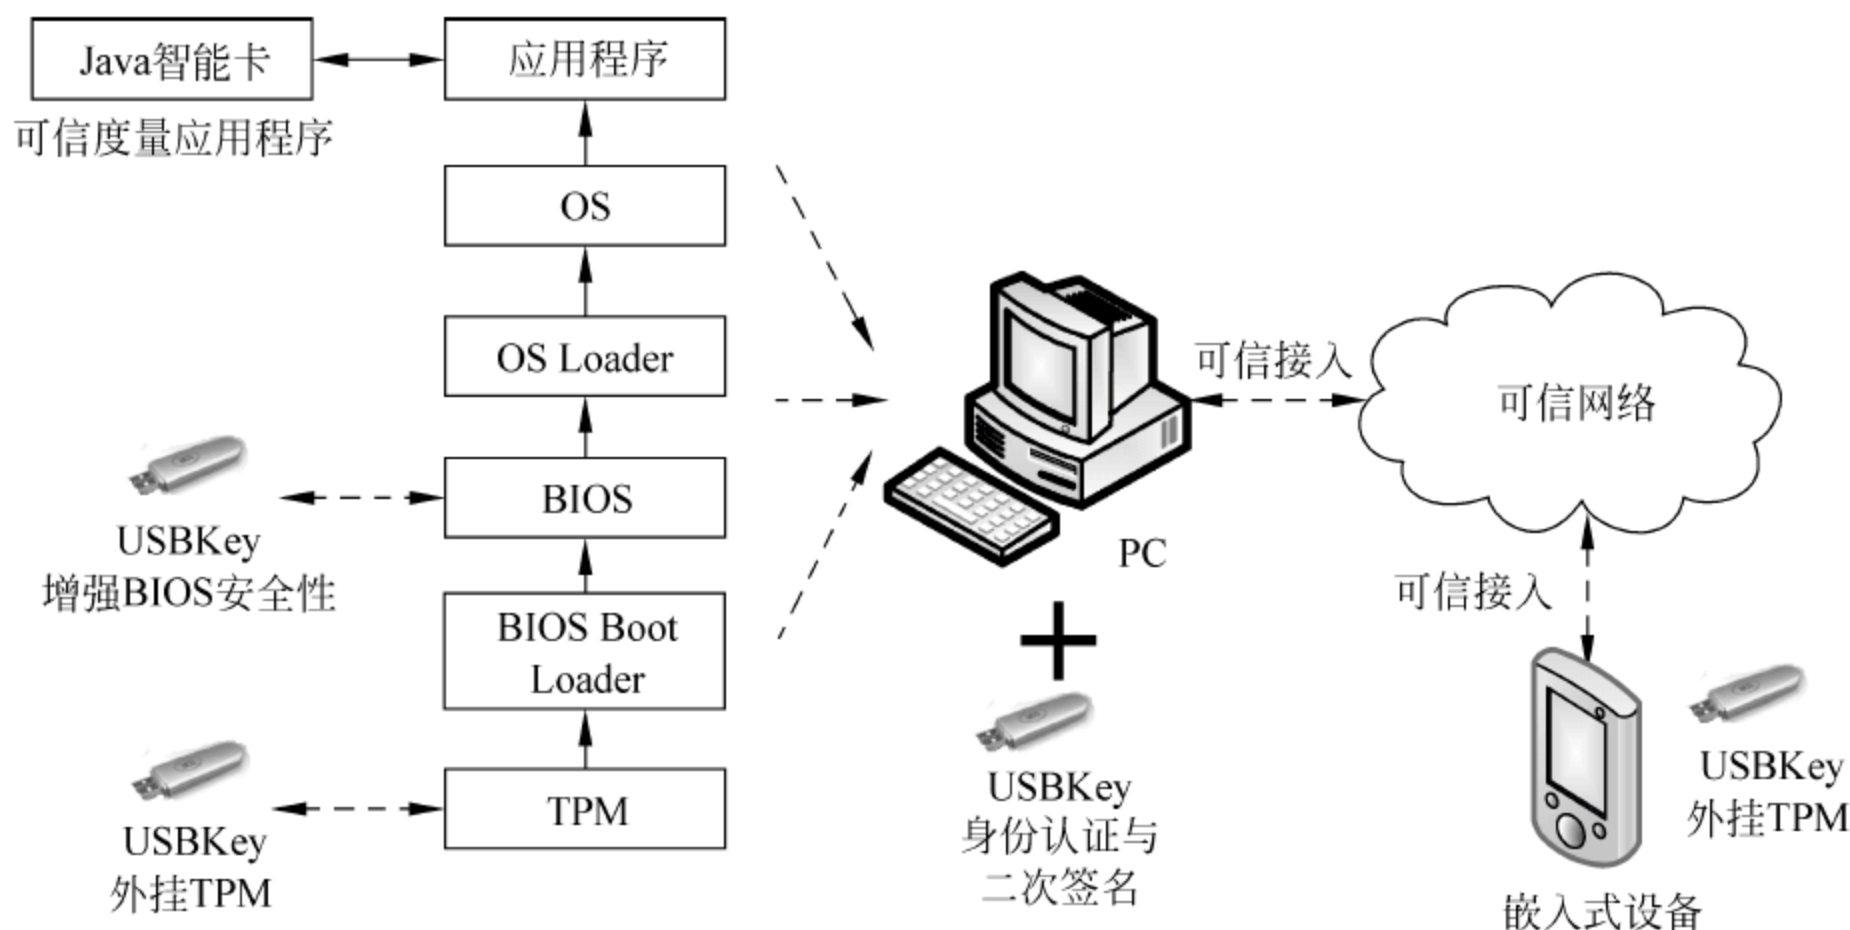 Java智能卡
应用程序
可信度量应用程序
OS
OS Loader
BIOS
USBKey
增强BIOS安全性
BIOS Boot
Loader
TPM
USBKey
外挂TPM
PC
USBKey
身份认证与
二次签名
可信接入
可信网络
可信接入
USBKey
外挂TPM
嵌入式设备